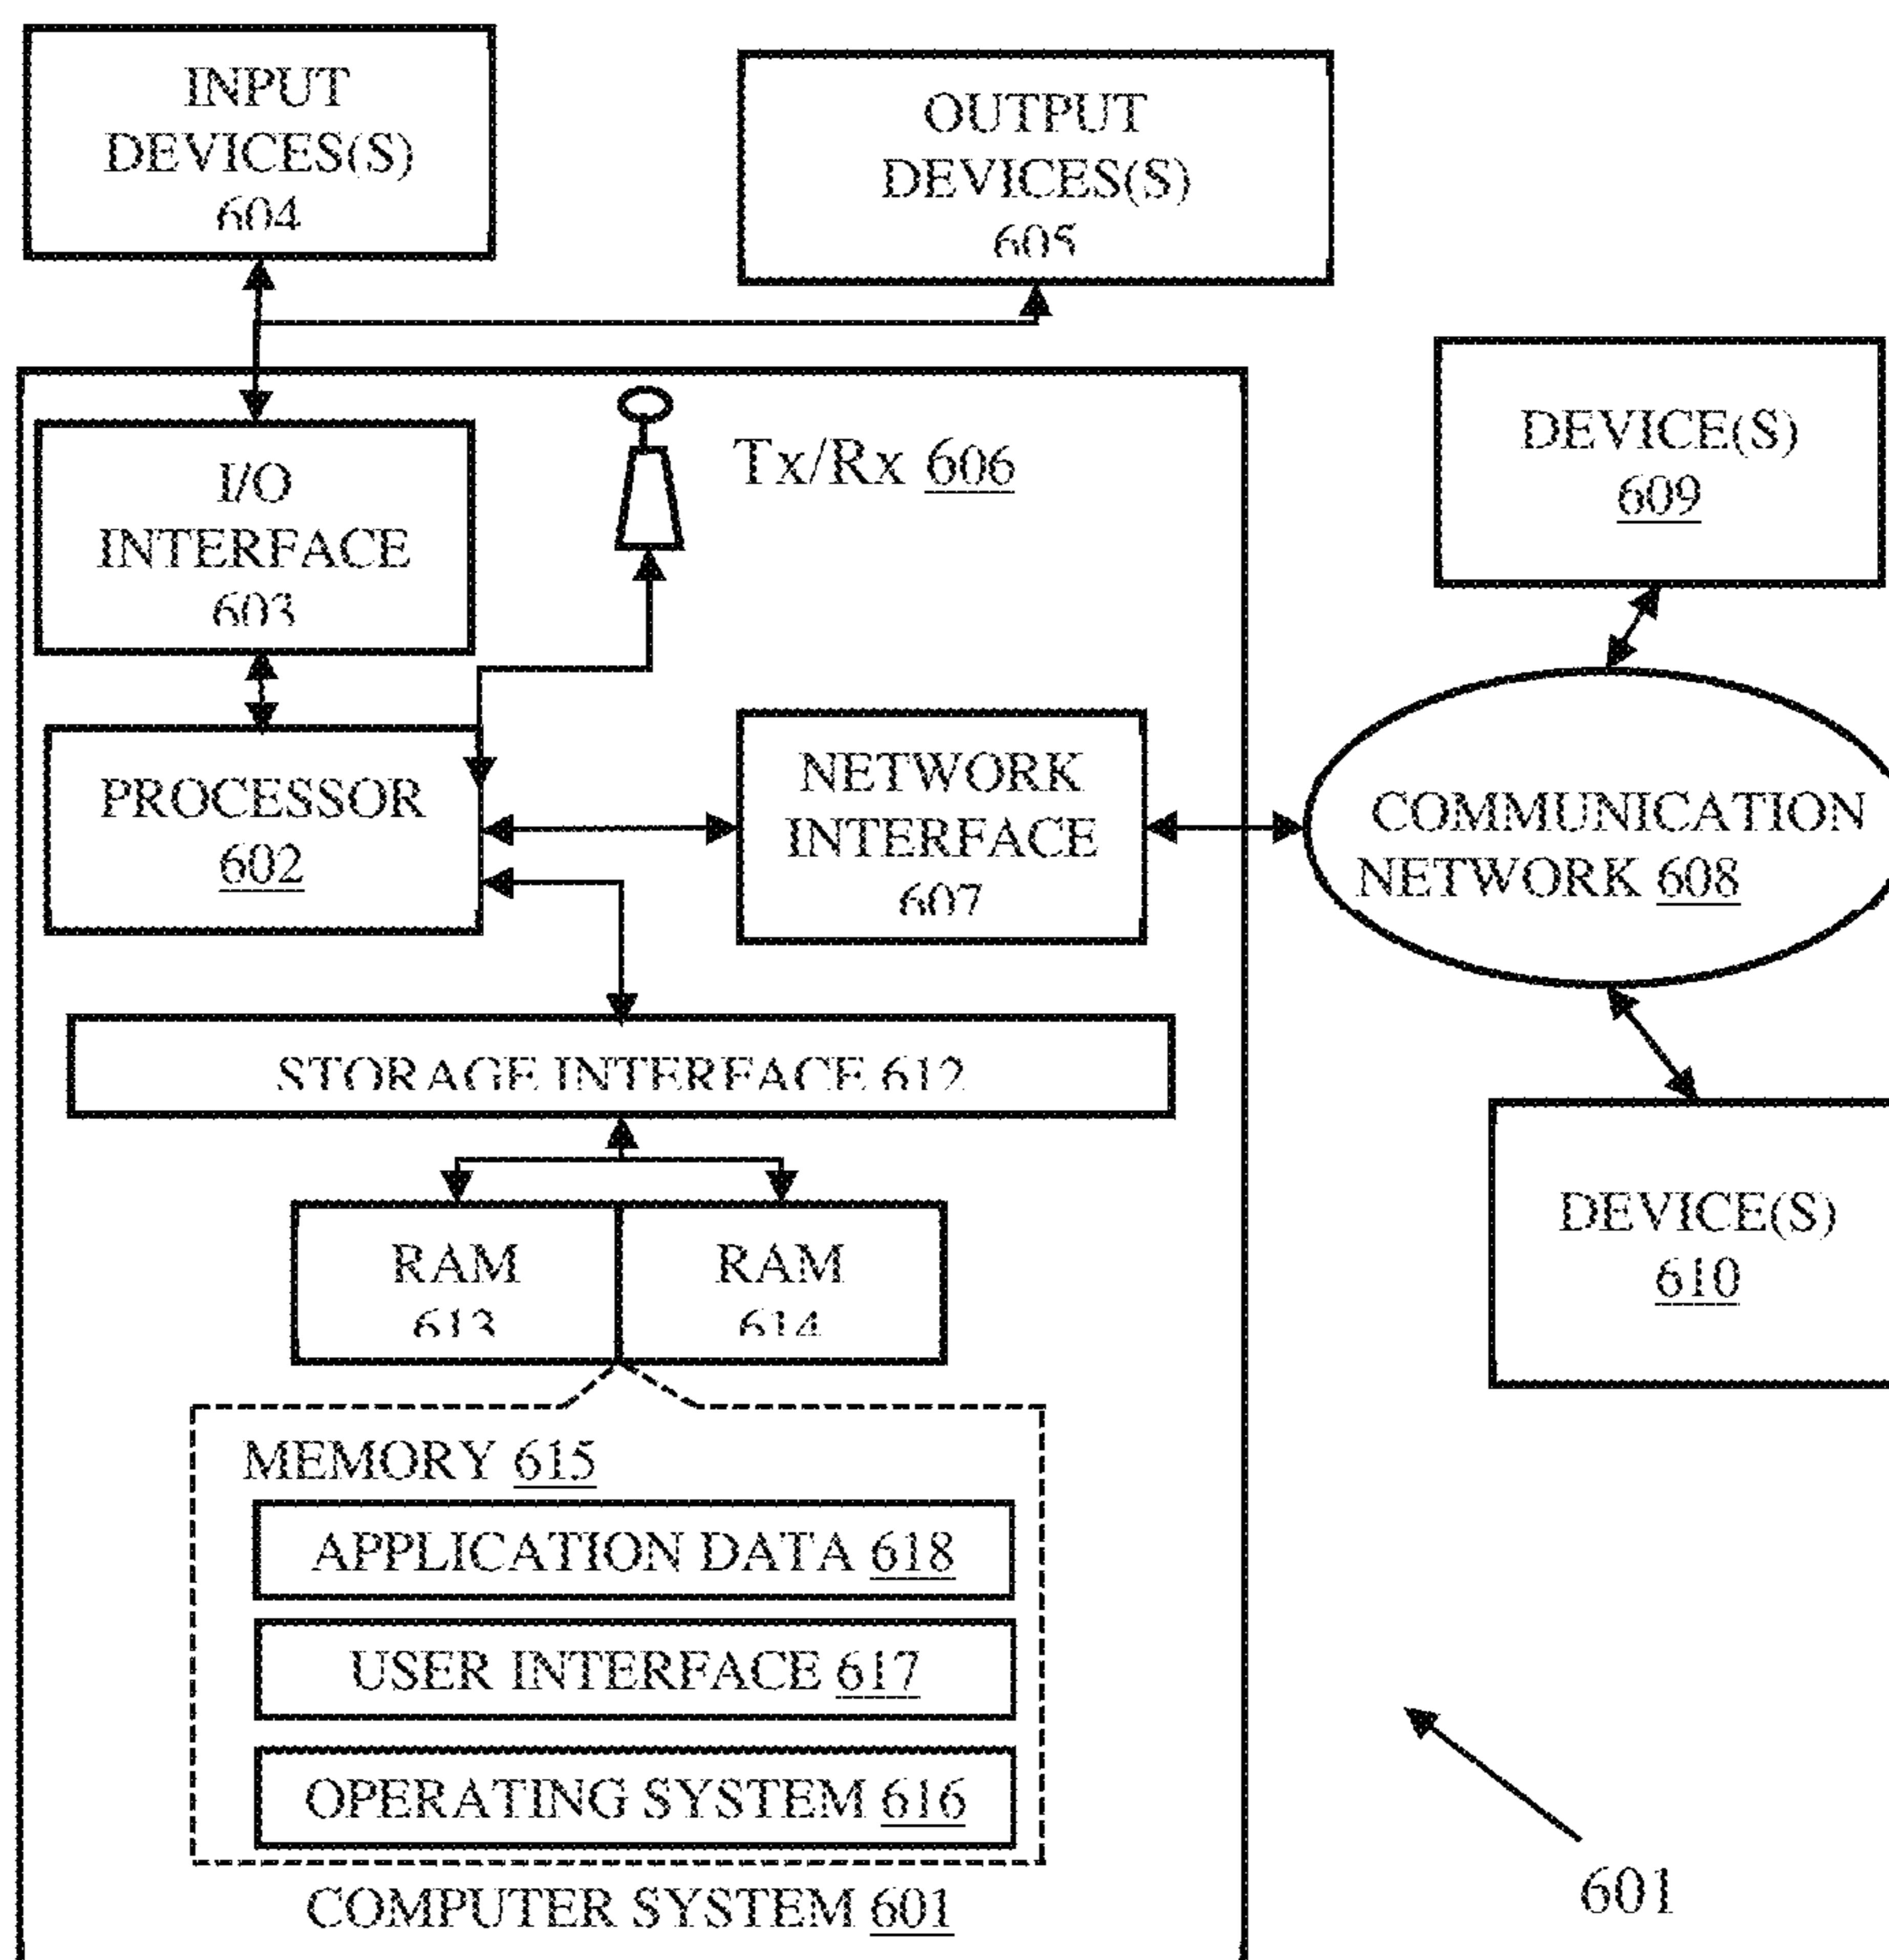 INPUT
DEVICES(S)
604
OUTPUT
DEVICES(S)
605
I/O
INTERFACE
603
Tx/Rx 606
DEVICE(S)
609
PROCESSOR
602
NETWORK
INTERFACE
607
COMMUNICATION
NETWORK 608
STORAGE INTERFACE 612
RAM
613
RAM
614
DEVICE(S)
610
MEMORY 615
APPLICATION DATA 618
USER INTERFACE 617
OPERATING SYSTEM 616
COMPUTER SYSTEM 601
601